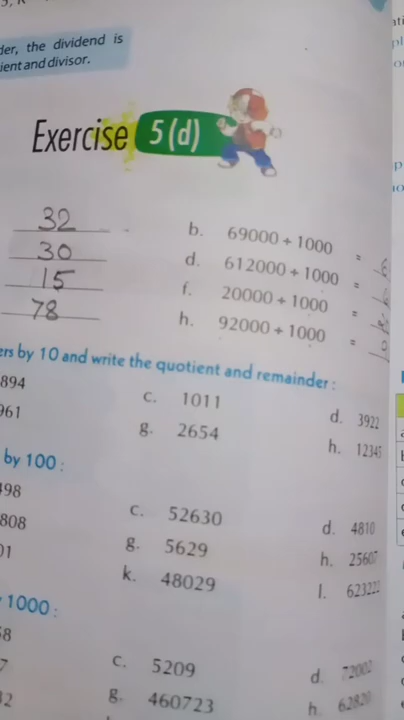 der, the dividend is
ient and divisor.
Exercise 5(d)
32 b. 69000 ÷ 1000 =
30 d. 612000 ÷ 1000 =
15 f. 20000 ÷ 1000 =
78 h. 92000 ÷ 1000 =
ers by 10 and write the quotient and remainder :
894 c. 1011 d. 3922
961 g. 2654 h. 12345
by 100 :
498 c. 52630 d. 4810
808 g. 5629 h. 25607
01 k. 48029 l. 623222
1000 :
58 c. 5209 d. 72002
7 g. 460723 h. 62820